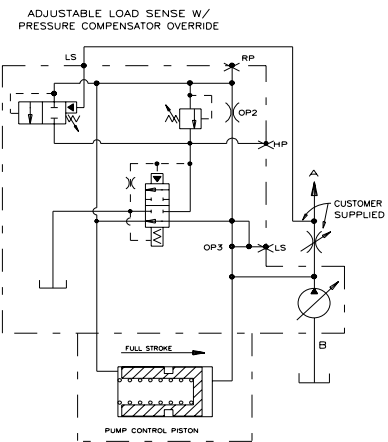 ADJUSTABLE LOAD SENSE W/
PRESSURE COMPENSATOR OVERRIDE
LS
RP
OP2
HP
A
CUSTOMER
SUPPLIED
OP3
LS
B
FULL STROKE
PUMP CONTROL PISTON